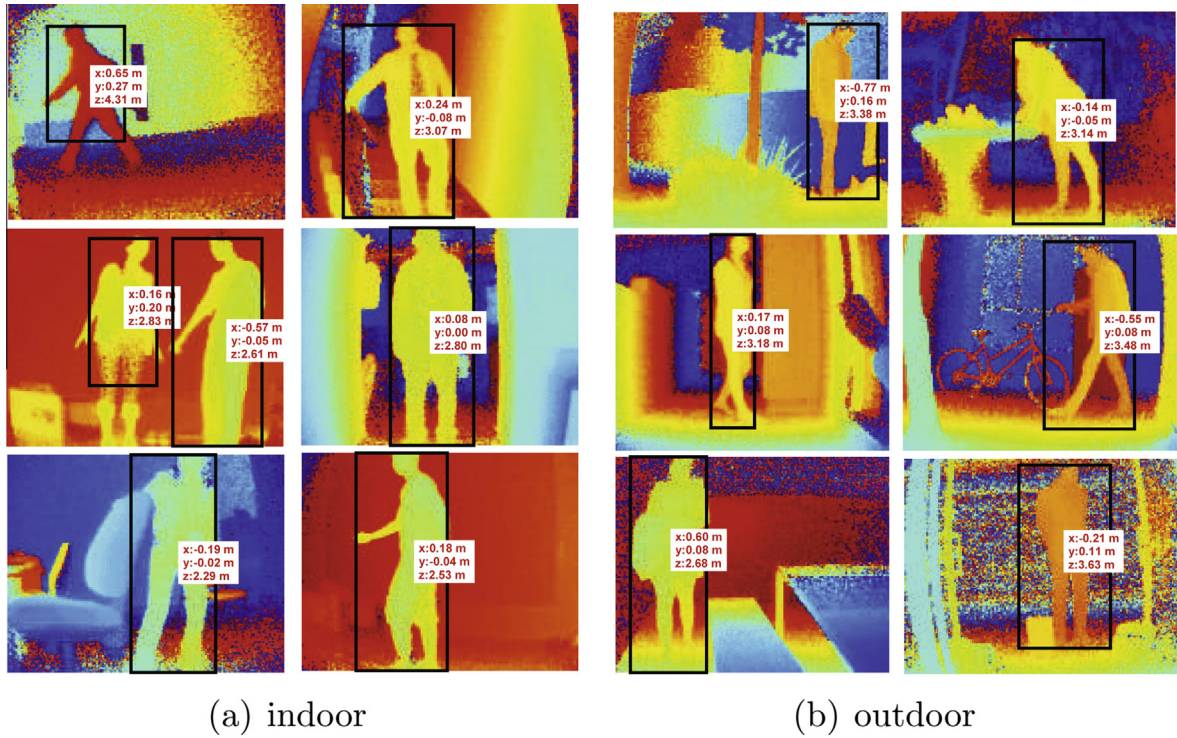 x:0.65 m
y:0.27 m
z:4.31 m
x:0.24 m
y:-0.08 m
z:3.07 m
x:0.16 m
y:0.20 m
z:2.83 m
x:-0.57 m
y:-0.05 m
z:2.61 m
x:0.08 m
y:0.00 m
z:2.80 m
x:-0.19 m
y:-0.02 m
z:2.29 m
x:0.18 m
y:-0.04 m
z:2.53 m
(a) indoor
x:-0.77 m
y:0.16 m
z:3.38 m
x:-0.14 m
y:-0.05 m
z:3.14 m
x:0.17 m
y:0.08 m
z:3.18 m
x:-0.55 m
y:0.08 m
z:3.48 m
x:0.60 m
y:0.08 m
z:2.68 m
x:-0.21 m
y:0.11 m
z:3.63 m
(b) outdoor